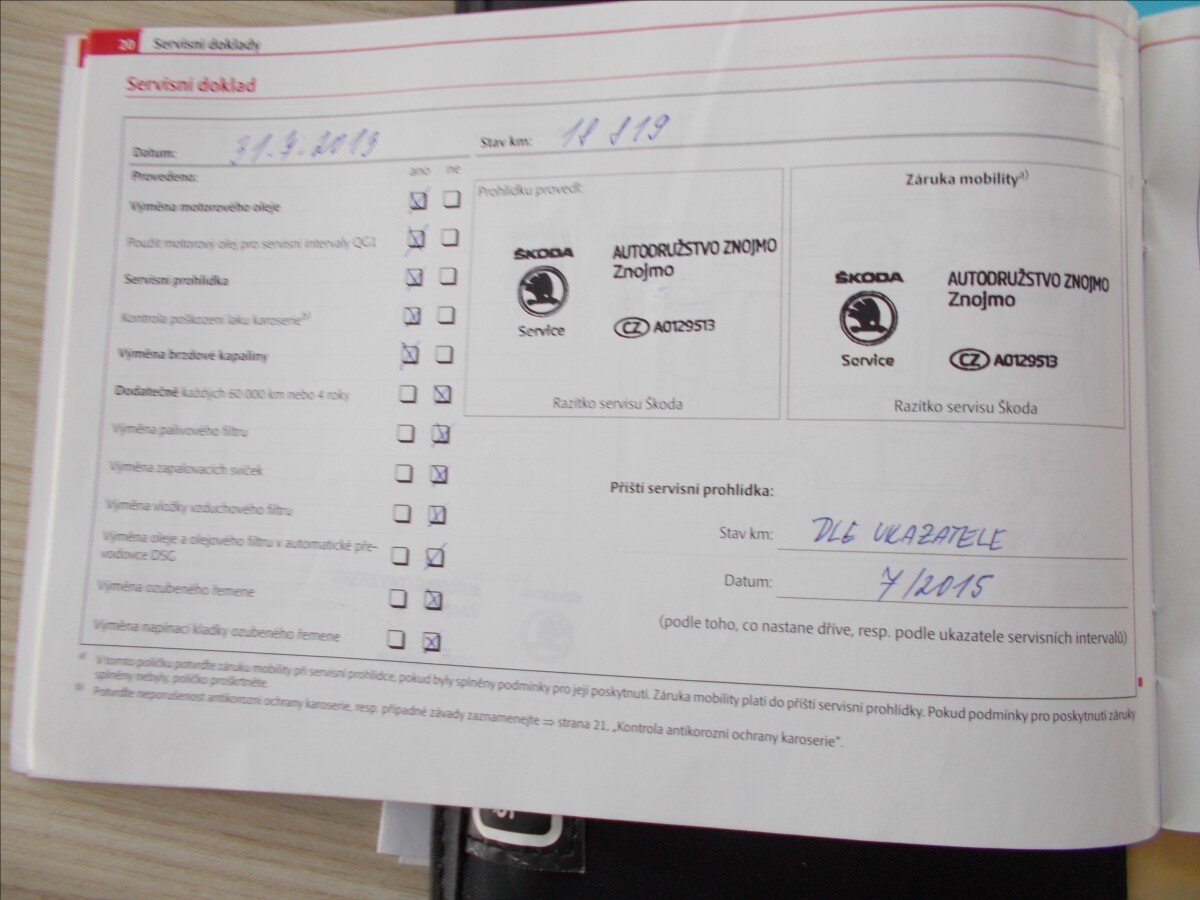 20 Servisní doklady
Servisní doklad
Datum: 31.7.2013
Stav km: 18 819
Provedeno: ano ne
Výměna motorového oleje
Použit motorový olej pro servisní intervaly QG1
Servisní prohlídka
Kontrola poškození laku karoserie b)
Výměna brzdové kapaliny
Dodatečně každých 60 000 km nebo 4 roky
Výměna palivového filtru
Výměna zapalovacích svíček
Výměna vložky vzduchového filtru
Výměna oleje a olejového filtru v automatické pře-
vodovce DSG
Výměna ozubeného řemene
Výměna napínací kladky ozubeného řemene
Prohlídku provedl:
ŠKODA
Service
AUTODRUŽSTVO ZNOJMO
Znojmo
CZ A0129513
Razítko servisu Škoda
Záruka mobility a)
ŠKODA
Service
AUTODRUŽSTVO ZNOJMO
Znojmo
CZ A0129513
Razítko servisu Škoda
Příští servisní prohlídka:
Stav km: DLE UKAZATELE
Datum: 7/2015
(podle toho, co nastane dříve, resp. podle ukazatele servisních intervalů)
a) V tomto políčku potvrďte záruku mobility při servisní prohlídce, pokud byly splněny podmínky pro její poskytnutí. Záruka mobility platí do příští servisní prohlídky. Pokud podmínky pro poskytnutí záruky
splněny nebyly, políčko proškrtněte.
b) Potvrďte neporušenost antikorozní ochrany karoserie, resp. případné závady zaznamenejte ⇒ strana 21, „Kontrola antikorozní ochrany karoserie“.